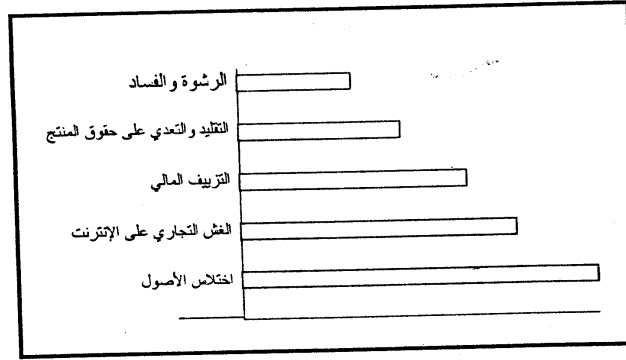 الرشوة والفساد
التقليد والتعدي على حقوق المنتج
التزييف المالي
الغش التجاري على الإنترنت
اختلاس الأصول